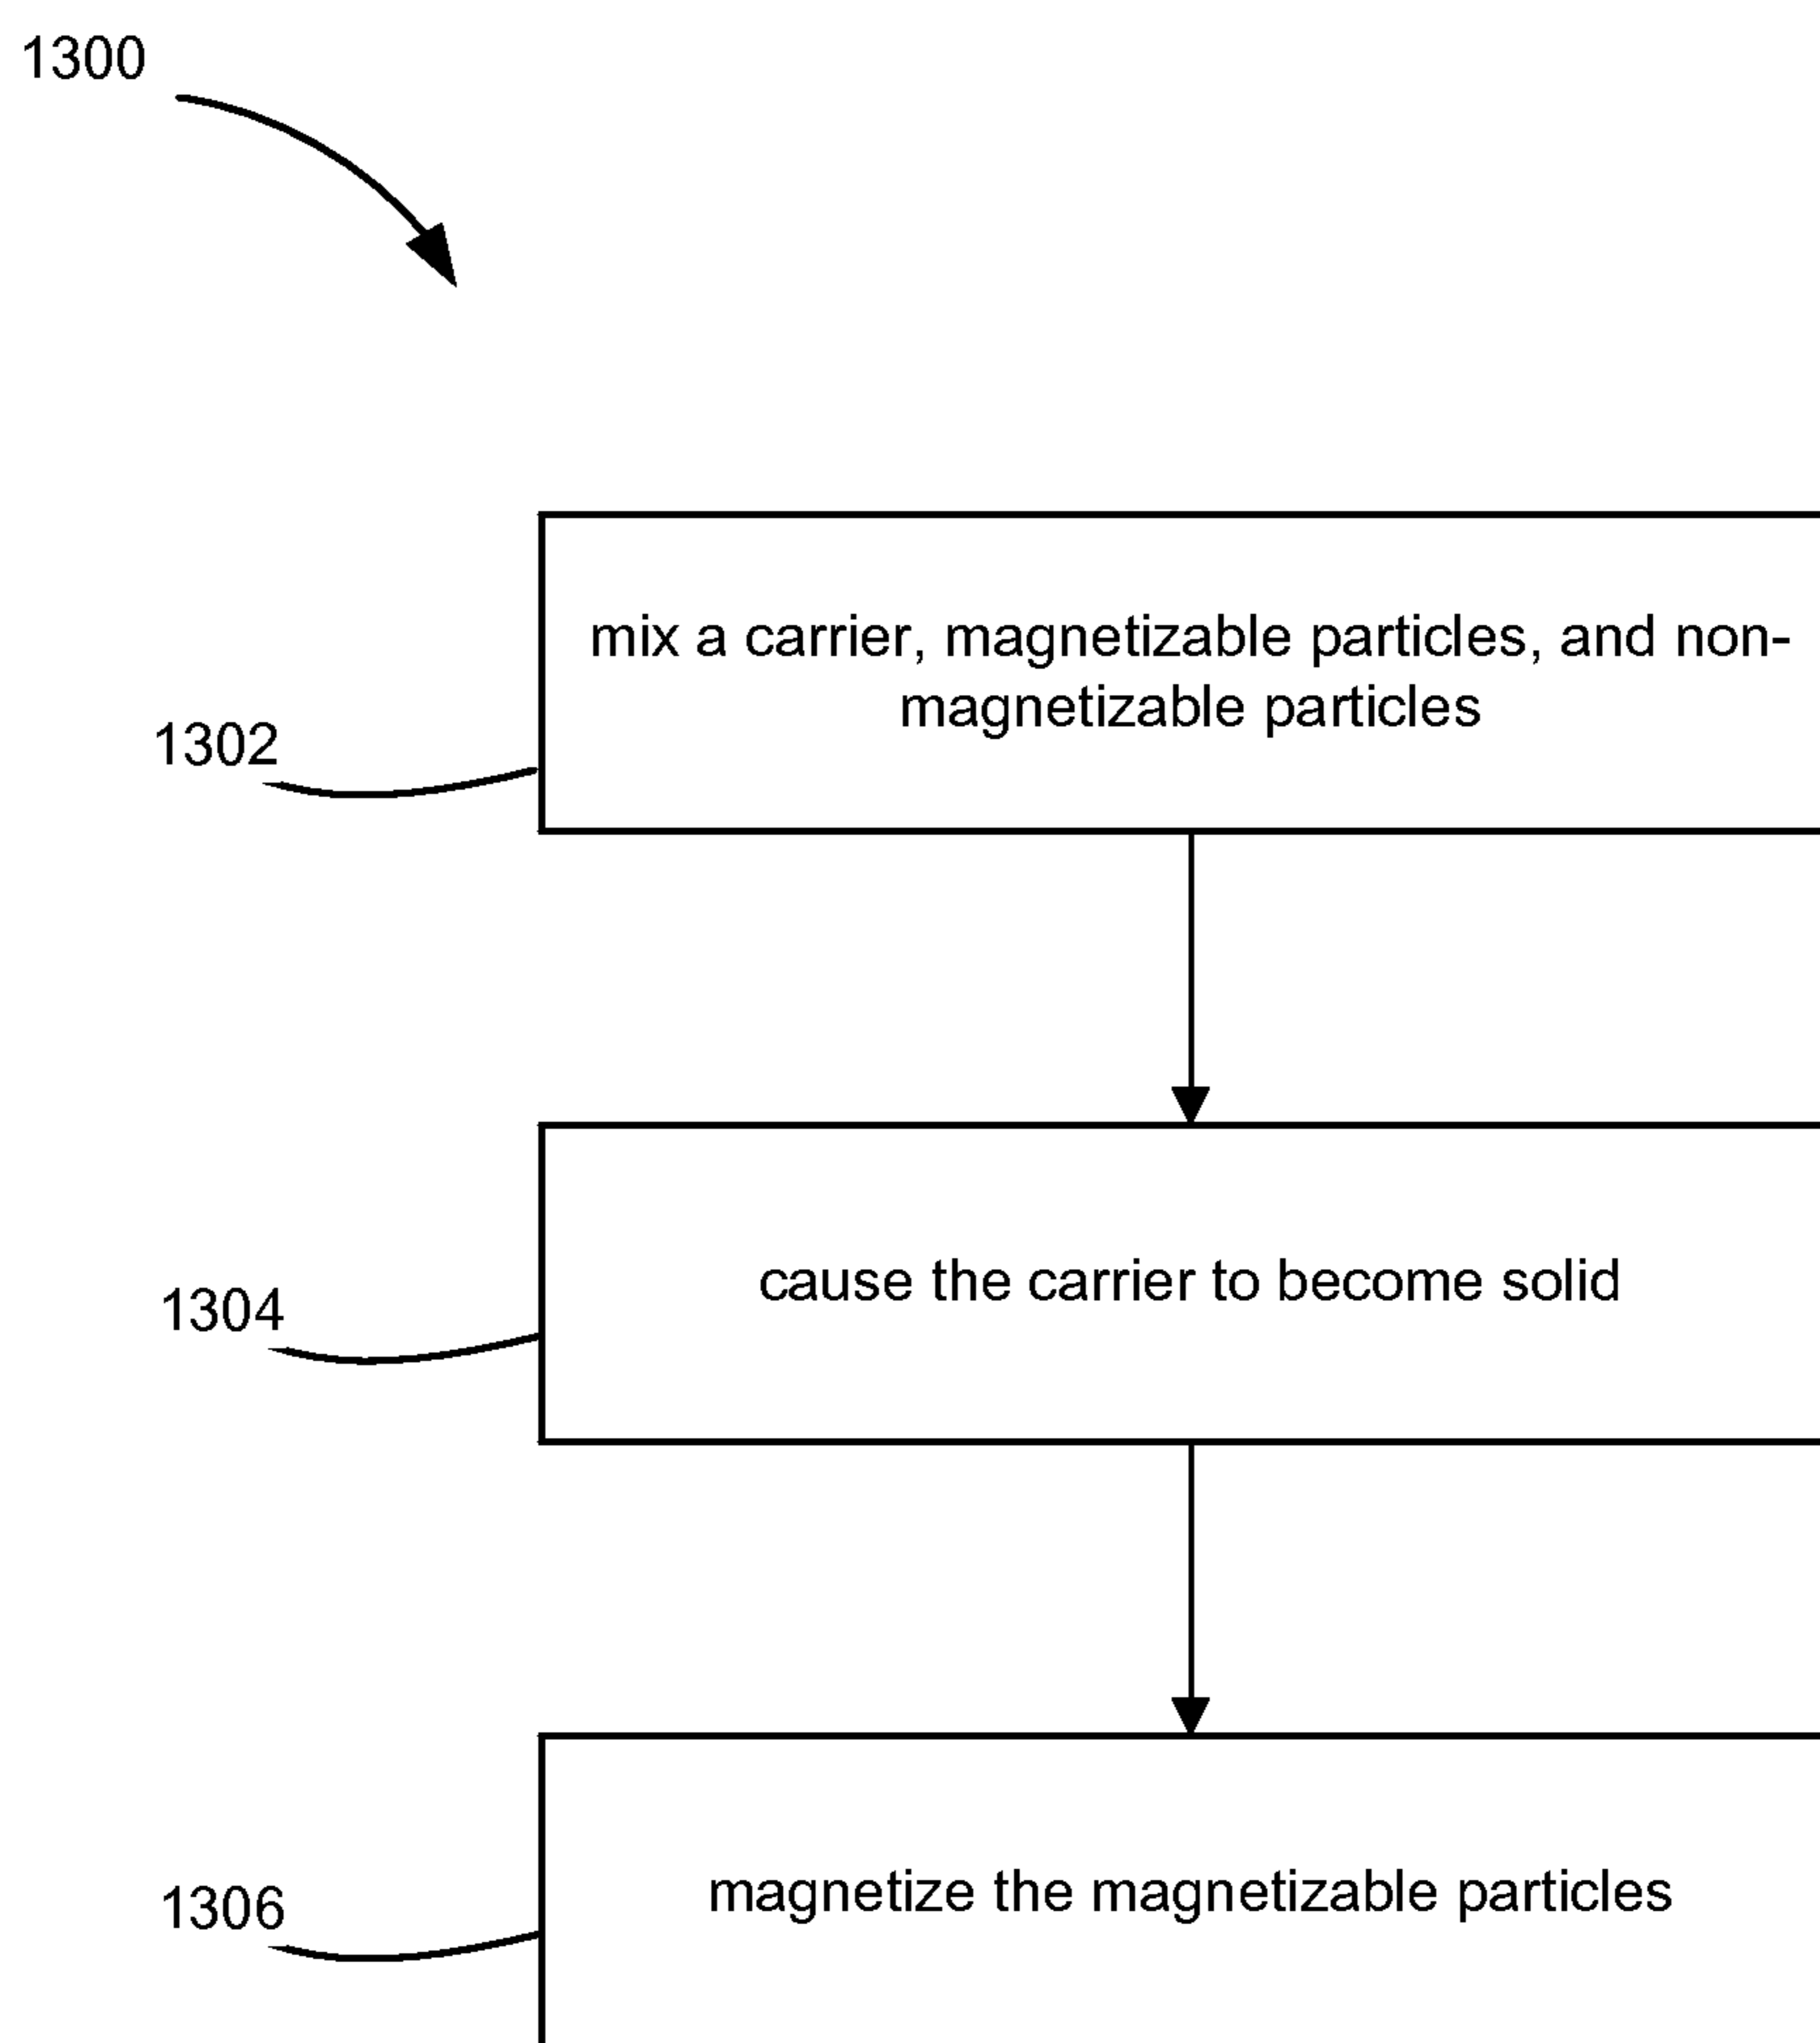 1300
mix a carrier, magnetizable particles, and non-
magnetizable particles
1302
cause the carrier to become solid
1304
magnetize the magnetizable particles
1306